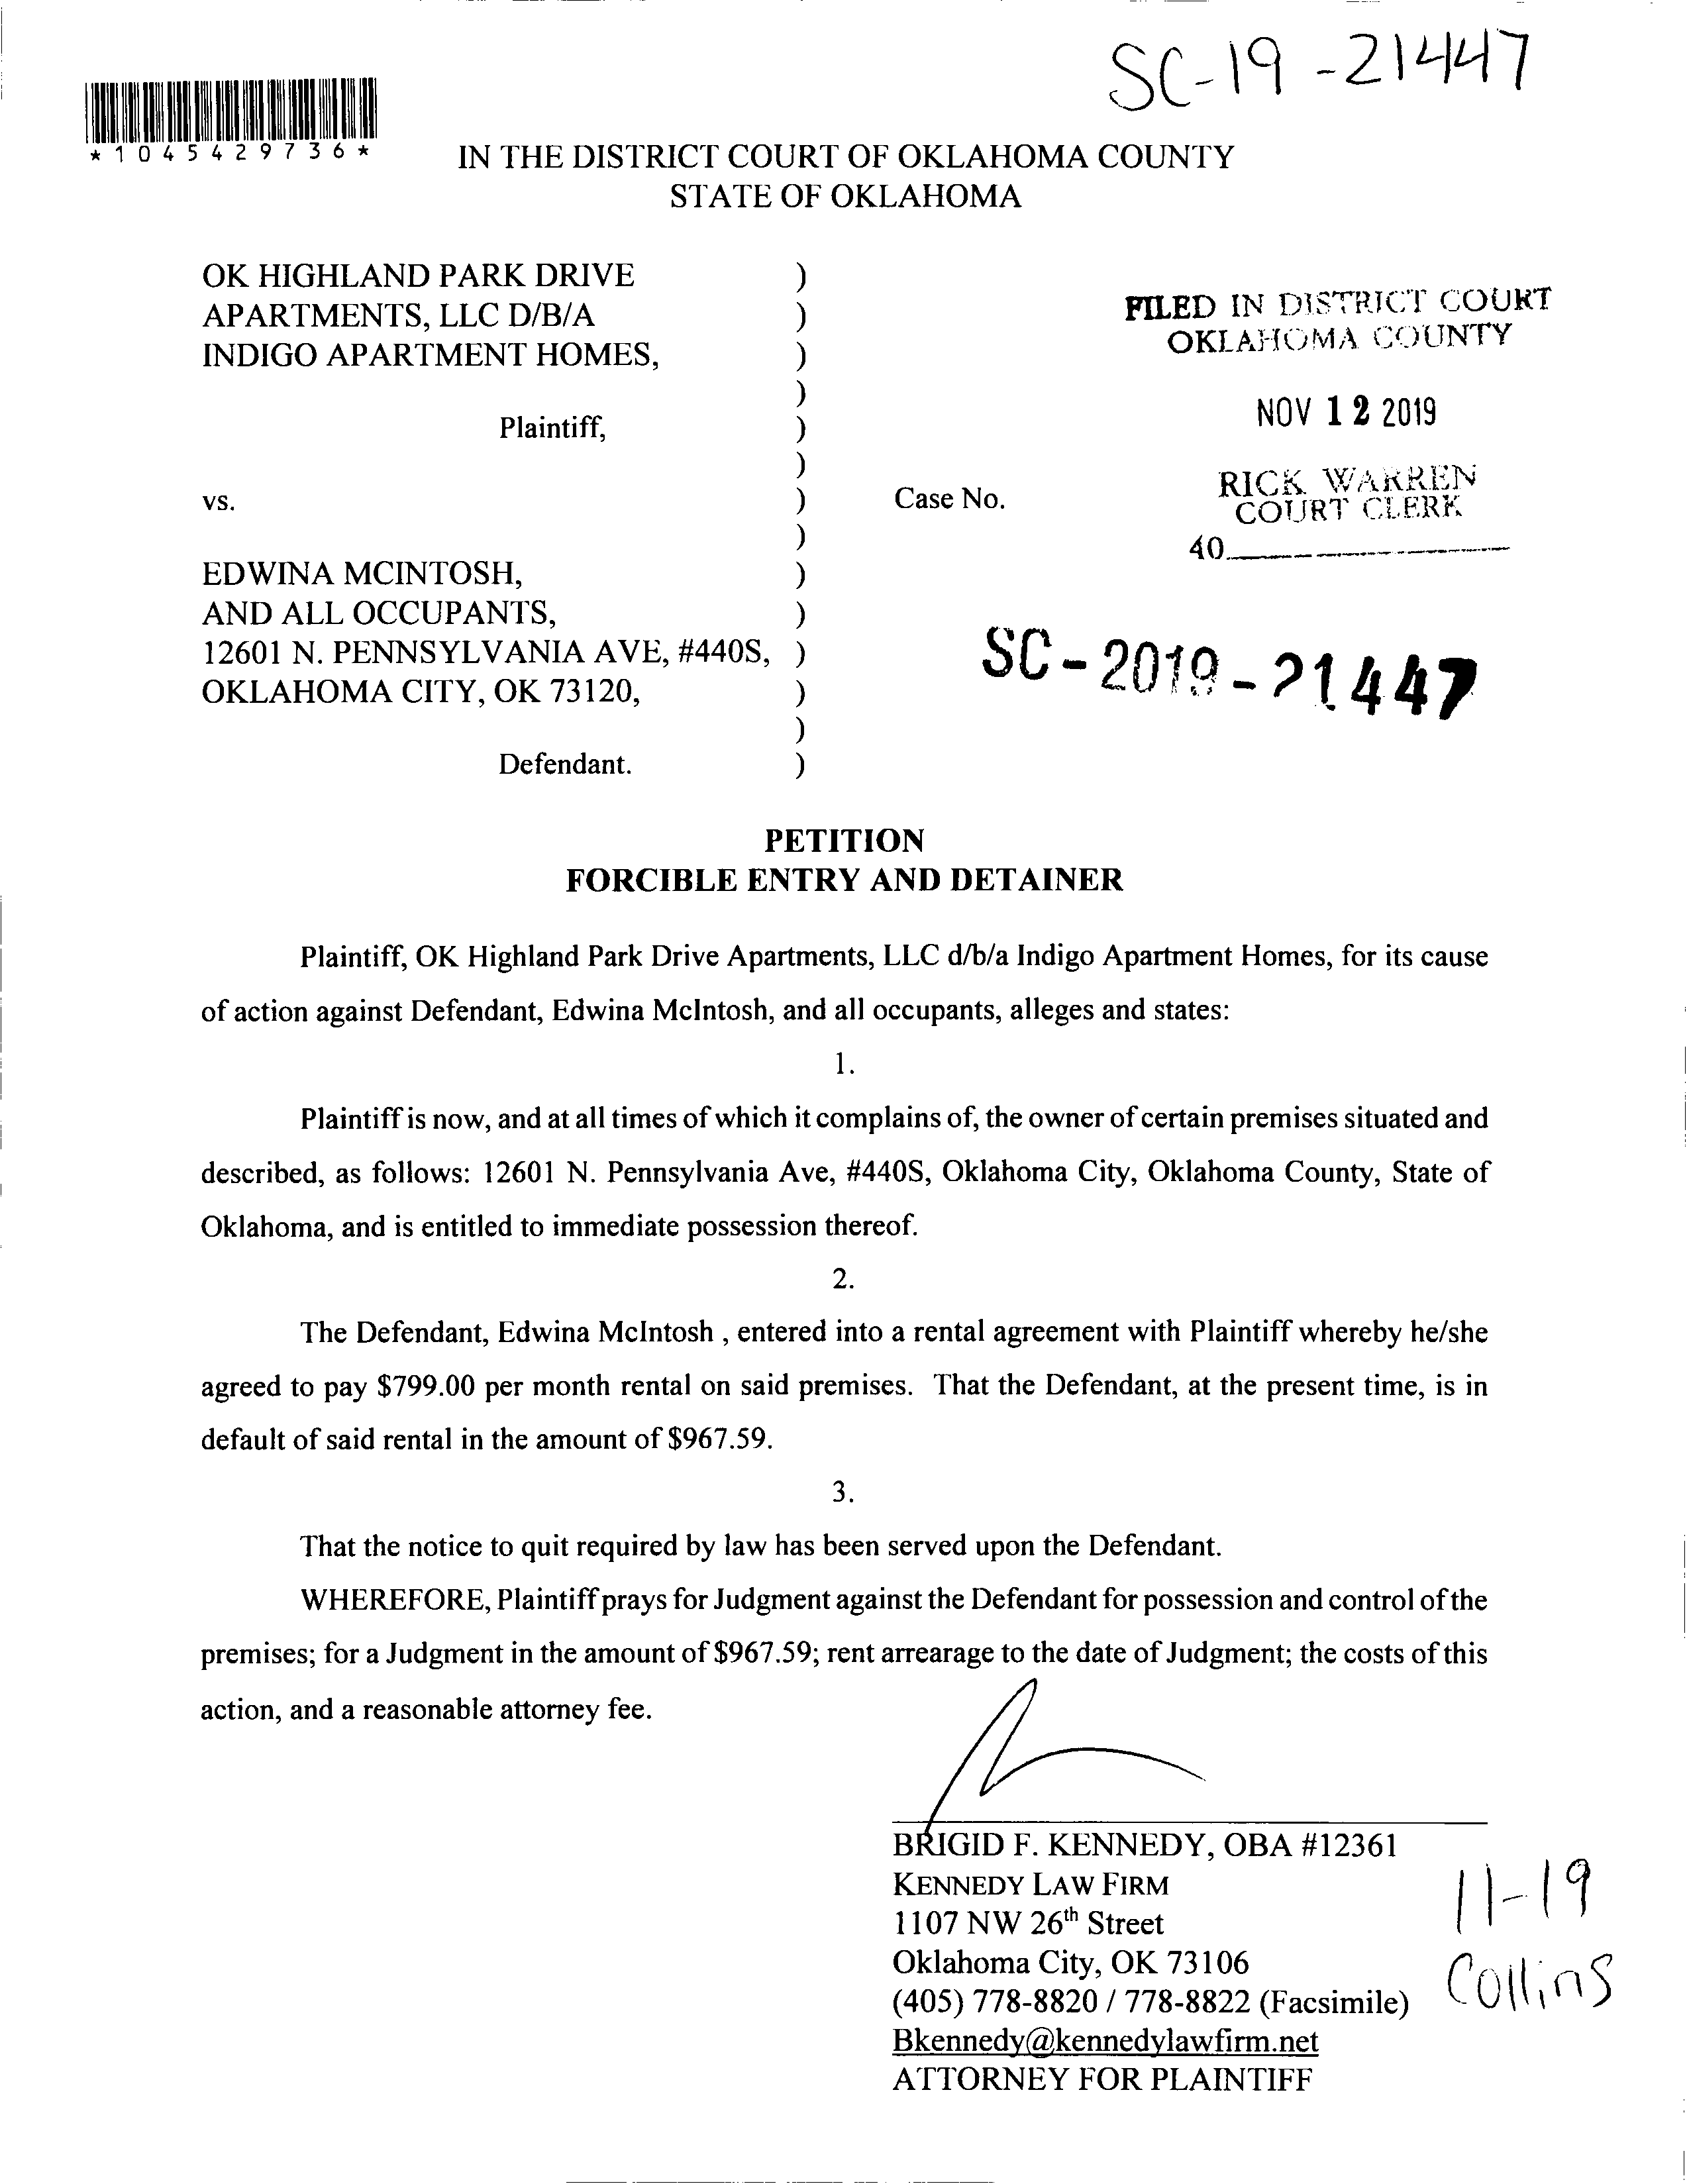 SC-19-21447
*1045429736*
IN THE DISTRICT COURT OF OKLAHOMA COUNTY
STATE OF OKLAHOMA
OK HIGHLAND PARK DRIVE )
APARTMENTS, LLC D/B/A )
INDIGO APARTMENT HOMES, )
)
Plaintiff, )
)
vs. )
)
EDWINA MCINTOSH, )
AND ALL OCCUPANTS, )
12601 N. PENNSYLVANIA AVE, #440S, )
OKLAHOMA CITY, OK 73120, )
)
Defendant. )
FILED IN DISTRICT COURT
OKLAHOMA COUNTY
NOV 12 2019
RICK WARREN
COURT CLERK
40
Case No.
SC-2019-21447
PETITION
FORCIBLE ENTRY AND DETAINER
Plaintiff, OK Highland Park Drive Apartments, LLC d/b/a Indigo Apartment Homes, for its cause
of action against Defendant, Edwina McIntosh, and all occupants, alleges and states:
1.
Plaintiff is now, and at all times of which it complains of, the owner of certain premises situated and
described, as follows: 12601 N. Pennsylvania Ave, #440S, Oklahoma City, Oklahoma County, State of
Oklahoma, and is entitled to immediate possession thereof.
2.
The Defendant, Edwina McIntosh , entered into a rental agreement with Plaintiff whereby he/she
agreed to pay $799.00 per month rental on said premises. That the Defendant, at the present time, is in
default of said rental in the amount of $967.59.
3.
That the notice to quit required by law has been served upon the Defendant.
WHEREFORE, Plaintiff prays for Judgment against the Defendant for possession and control of the
premises; for a Judgment in the amount of $967.59; rent arrearage to the date of Judgment; the costs of this
action, and a reasonable attorney fee.
BRIGID F. KENNEDY, OBA #12361
KENNEDY LAW FIRM
1107 NW 26th Street
Oklahoma City, OK 73106
(405) 778-8820 / 778-8822 (Facsimile)
Bkennedy@kennedylawfirm.net
ATTORNEY FOR PLAINTIFF
11-19
Collins